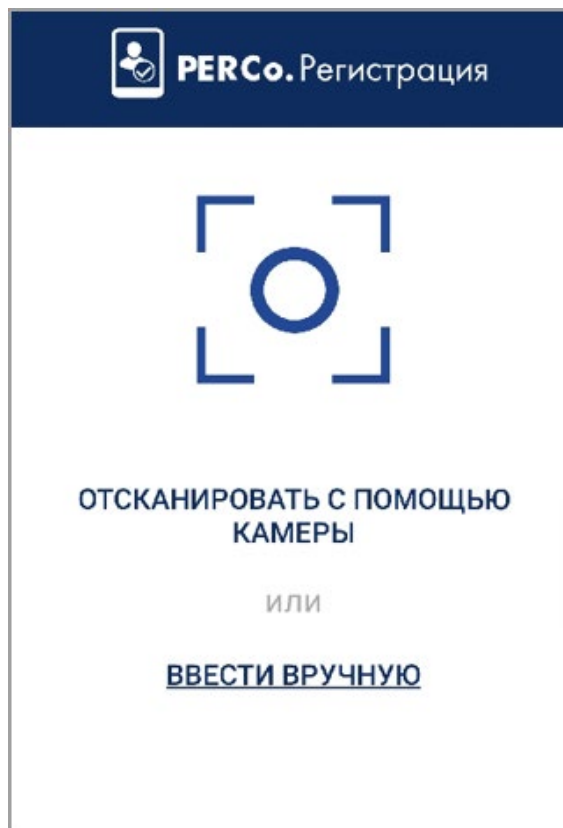 PERCo.Регистрация
ОТСКАНИРОВАТЬ С ПОМОЩЬЮ
КАМЕРЫ
или
ВВЕСТИ ВРУЧНУЮ